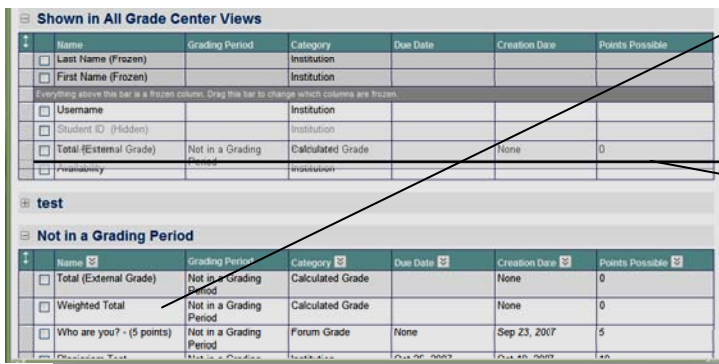 Shown in All Grade Center Views
Name Grading Period Category Due Date Creation Date Points Possible
Last Name (Frozen) Institution
First Name (Frozen) Institution
Everything above this bar is a frozen column. Drag this bar to change which columns are frozen.
Username Institution
Student ID (Hidden) Institution
Total (External Grade) Not in a Grading Calculated Grade None 0
Period
Availability Institution
test
Not in a Grading Period
Name Grading Period Category Due Date Creation Date Points Possible
Total (External Grade) Not in a Grading Calculated Grade None 0
Period
Weighted Total Not in a Grading Calculated Grade None 0
Period
Who are you? - (5 points) Not in a Grading Forum Grade None Sep 23, 2007 5
Period